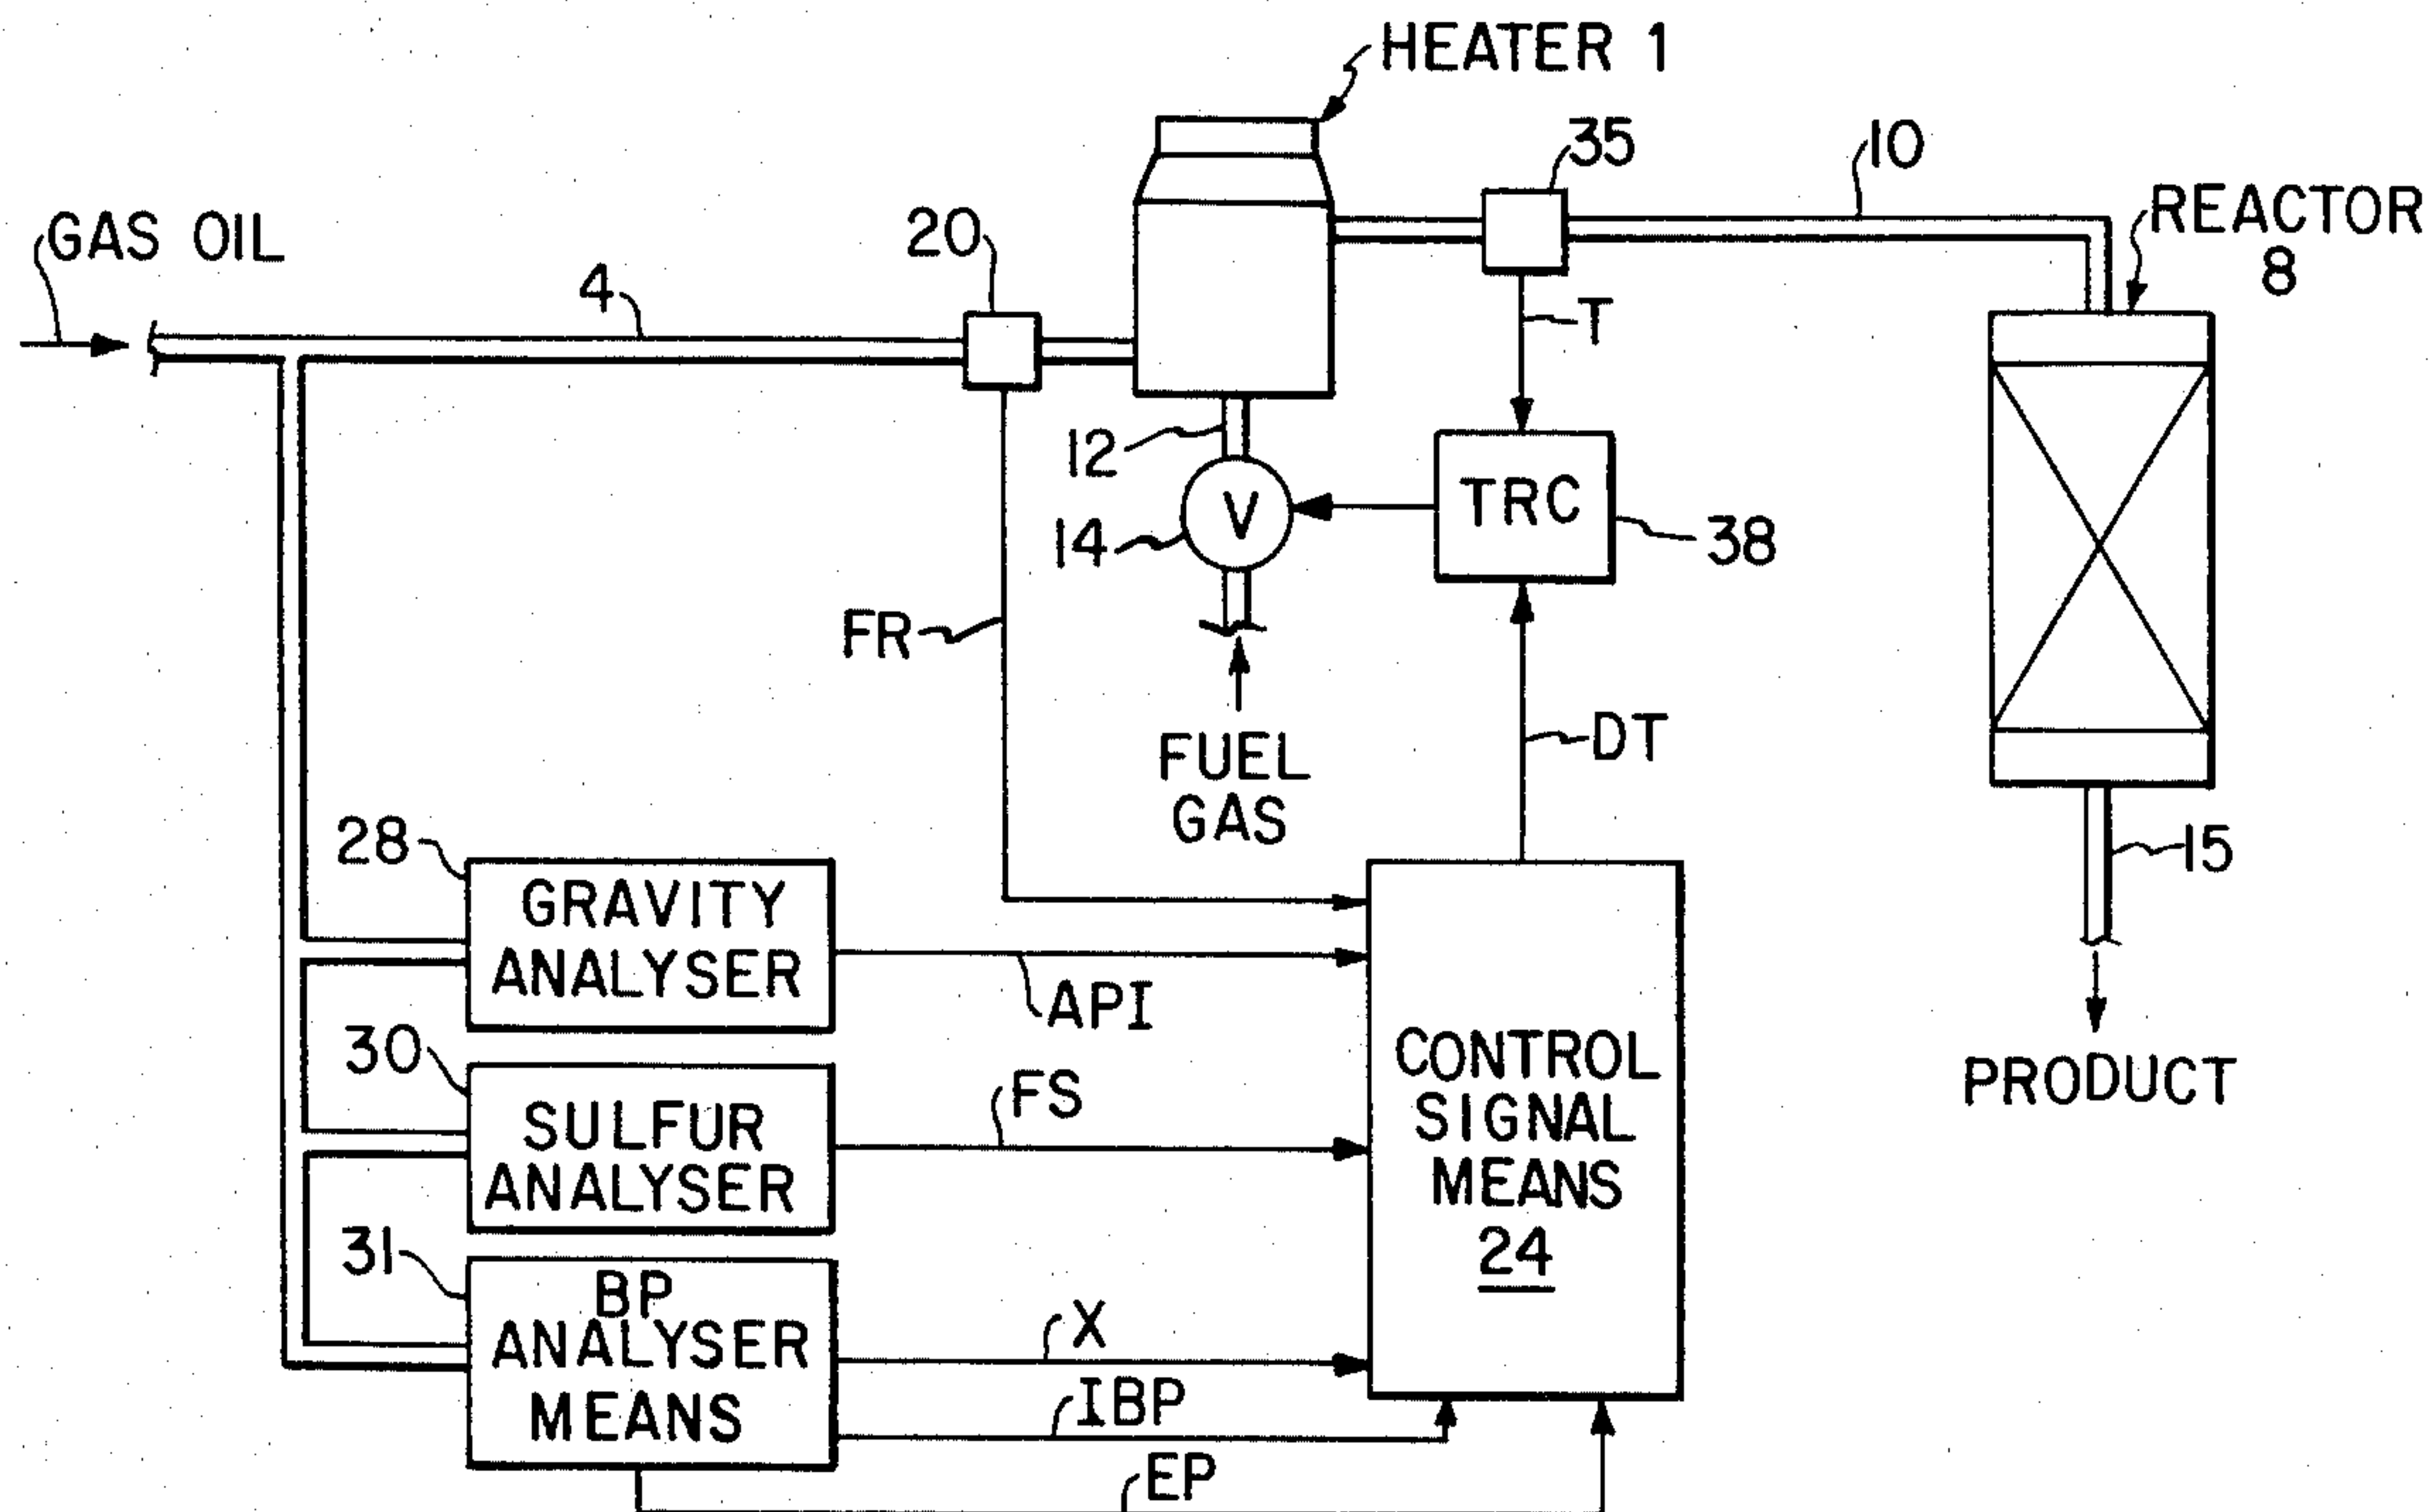 HEATER 1
35
10
REACTOR
8
GAS OIL
20
4
T
12
TRC
V
14
38
FR
DT
FUEL
GAS
28
GRAVITY
ANALYSER
15
API
30
CONTROL
SIGNAL
MEANS
24
PRODUCT
FS
SULFUR
ANALYSER
31
BP
ANALYSER
MEANS
X
IBP
EP